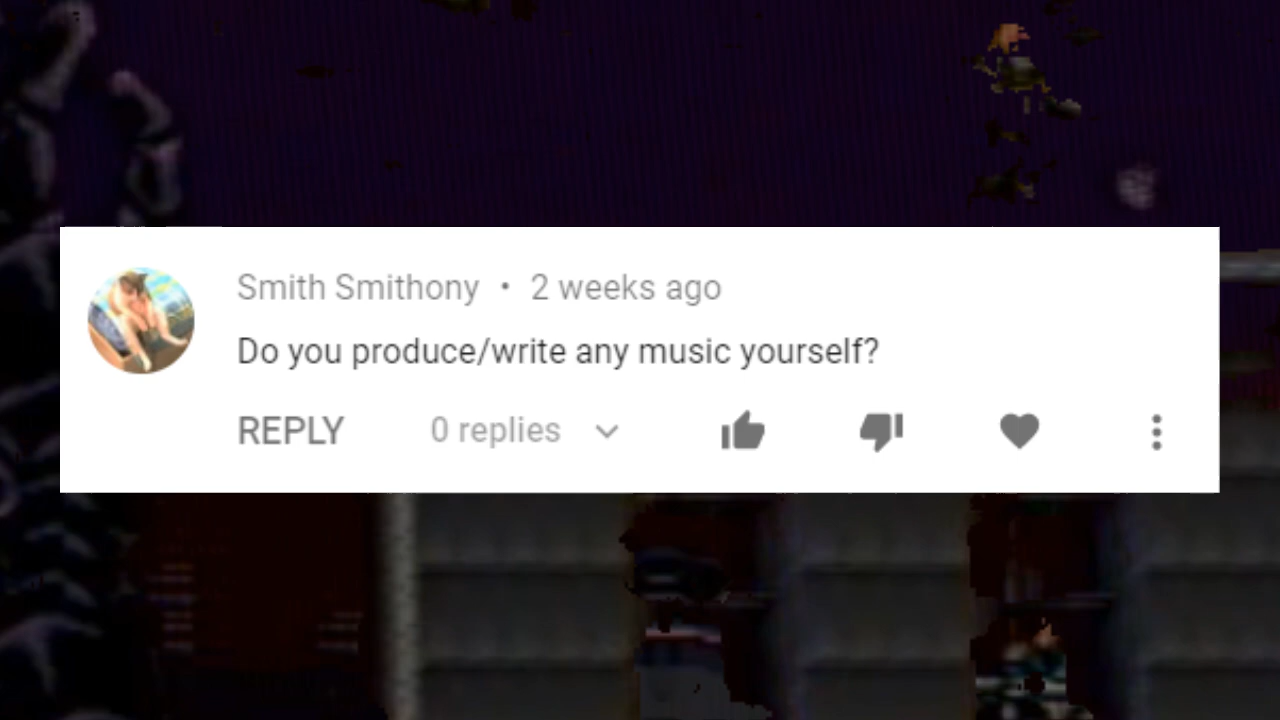 Smith Smithony • 2 weeks ago
Do you produce/write any music yourself?
REPLY 0 replies